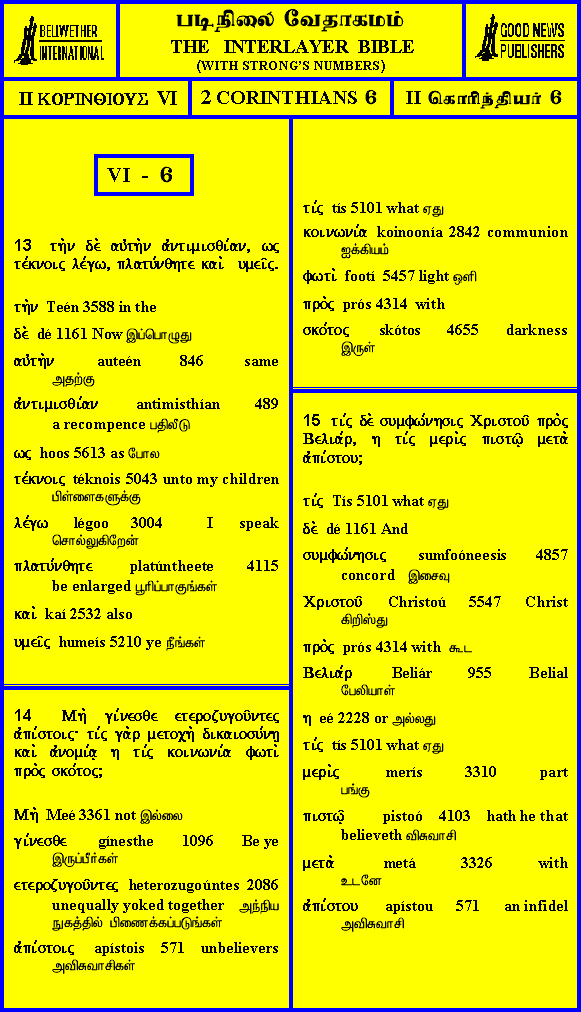 BELIWETHER
INTERNATIONAL
படிநிலை வேதாகமம்
THE INTERLAYER BIBLE
(WITH STRONG'S NUMBERS)
GOOD NEWS
PUBLISHERS
II ΚΟΡΙΝΘΙΟΥΣ VI
2 CORINTHIANS 6
II கொரிந்தியர் 6
VI - 6
13 τὴν δὲ αὐτὴν ἀντιμισθίαν, ως
τέκνοις λέγω, πλατύνθητε καὶ υμεῖς.
τὴν Teén 3588 in the
δὲ dé 1161 Now இப்பொழுது
αὐτὴν auteén 846 same
அதற்கு
ἀντιμισθίαν antimisthían 489
a recompence பதிலீடு
ως hoos 5613 as போல
τέκνοις téknois 5043 unto my children
பிள்ளைகளுக்கு
λέγω légoo 3004 I speak
சொல்லுகிறேன்
πλατύνθητε platúntheete 4115
be enlarged பூரிப்பாகுங்கள்
καὶ kaí 2532 also
υμεῖς humeís 5210 ye நீங்கள்
14 Μὴ γίνεσθε ετεροζυγοῦντες
ἀπίστοις· τίς γὰρ μετοχὴ δικαιοσύνῃ
καὶ ἀνομίᾳ η τίς κοινωνία φωτὶ
πρὸς σκότος;
Μὴ Meé 3361 not இல்லை
γίνεσθε gínesthe 1096 Be ye
இருப்பீர்கள்
ετεροζυγοῦντες heterozugoúntes 2086
unequally yoked together அந்நிய
நுகத்தில் பிணைக்கப்படுங்கள்
ἀπίστοις apístois 571 unbelievers
அவிசுவாசிகள்
τίς tís 5101 what ஏது
κοινωνία koinoonía 2842 communion
ஐக்கியம்
φωτὶ footí 5457 light ஒளி
πρὸς prós 4314 with
σκότος skótos 4655 darkness
இருள்
15 τίς δὲ συμφώνησις Χριστοῦ πρὸς
Βελιάρ, η τίς μερὶς πιστῷ μετὰ
ἀπίστου;
τίς Tís 5101 what ஏது
δὲ dé 1161 And
συμφώνησις sumfoóneesis 4857
concord இசைவு
Χριστοῦ Christoú 5547 Christ
கிறிஸ்து
πρὸς prós 4314 with கூட
Βελιάρ Beliár 955 Belial
பேலியாள்
η eé 2228 or அல்லது
τίς tís 5101 what ஏது
μερὶς merís 3310 part
பங்கு
πιστῷ pistoó 4103 hath he that
believeth விசுவாசி
μετὰ metá 3326 with
உடனே
ἀπίστου apístou 571 an infidel
அவிசுவாசி